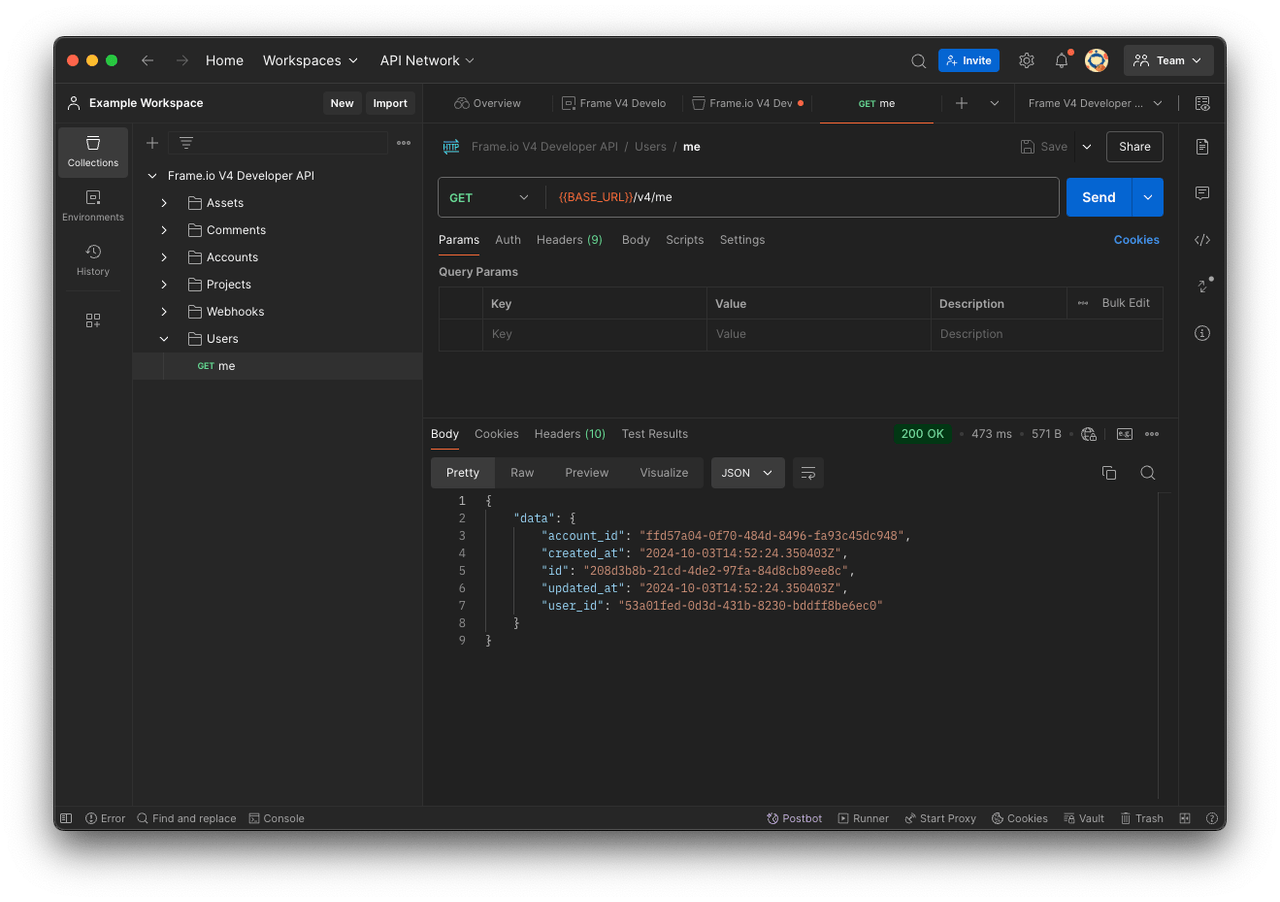 Home Workspaces API Network Invite Team
Example Workspace New Import
Overview Frame V4 Develo Frame.io V4 Dev GET me Frame V4 Developer ...
Collections
Environments
History
Frame.io V4 Developer API
Assets
Comments
Accounts
Projects
Webhooks
Users
GET me
HTTP Frame.io V4 Developer API / Users / me Save Share
GET {{BASE_URL}}/v4/me Send
Params Auth Headers (9) Body Scripts Settings Cookies
Query Params
Key Value Description Bulk Edit
Key Value Description
Body Cookies Headers (10) Test Results 200 OK 473 ms 571 B e.g.
Pretty Raw Preview Visualize JSON
1 {
2 "data": {
3 "account_id": "ffd57a04-0f70-484d-8496-fa93c45dc948",
4 "created_at": "2024-10-03T14:52:24.350403Z",
5 "id": "208d3b8b-21cd-4de2-97fa-84d8cb89ee8c",
6 "updated_at": "2024-10-03T14:52:24.350403Z",
7 "user_id": "53a01fed-0d3d-431b-8230-bddff8be6ec0"
8 }
9 }
Error Find and replace Console Postbot Runner Start Proxy Cookies Vault Trash